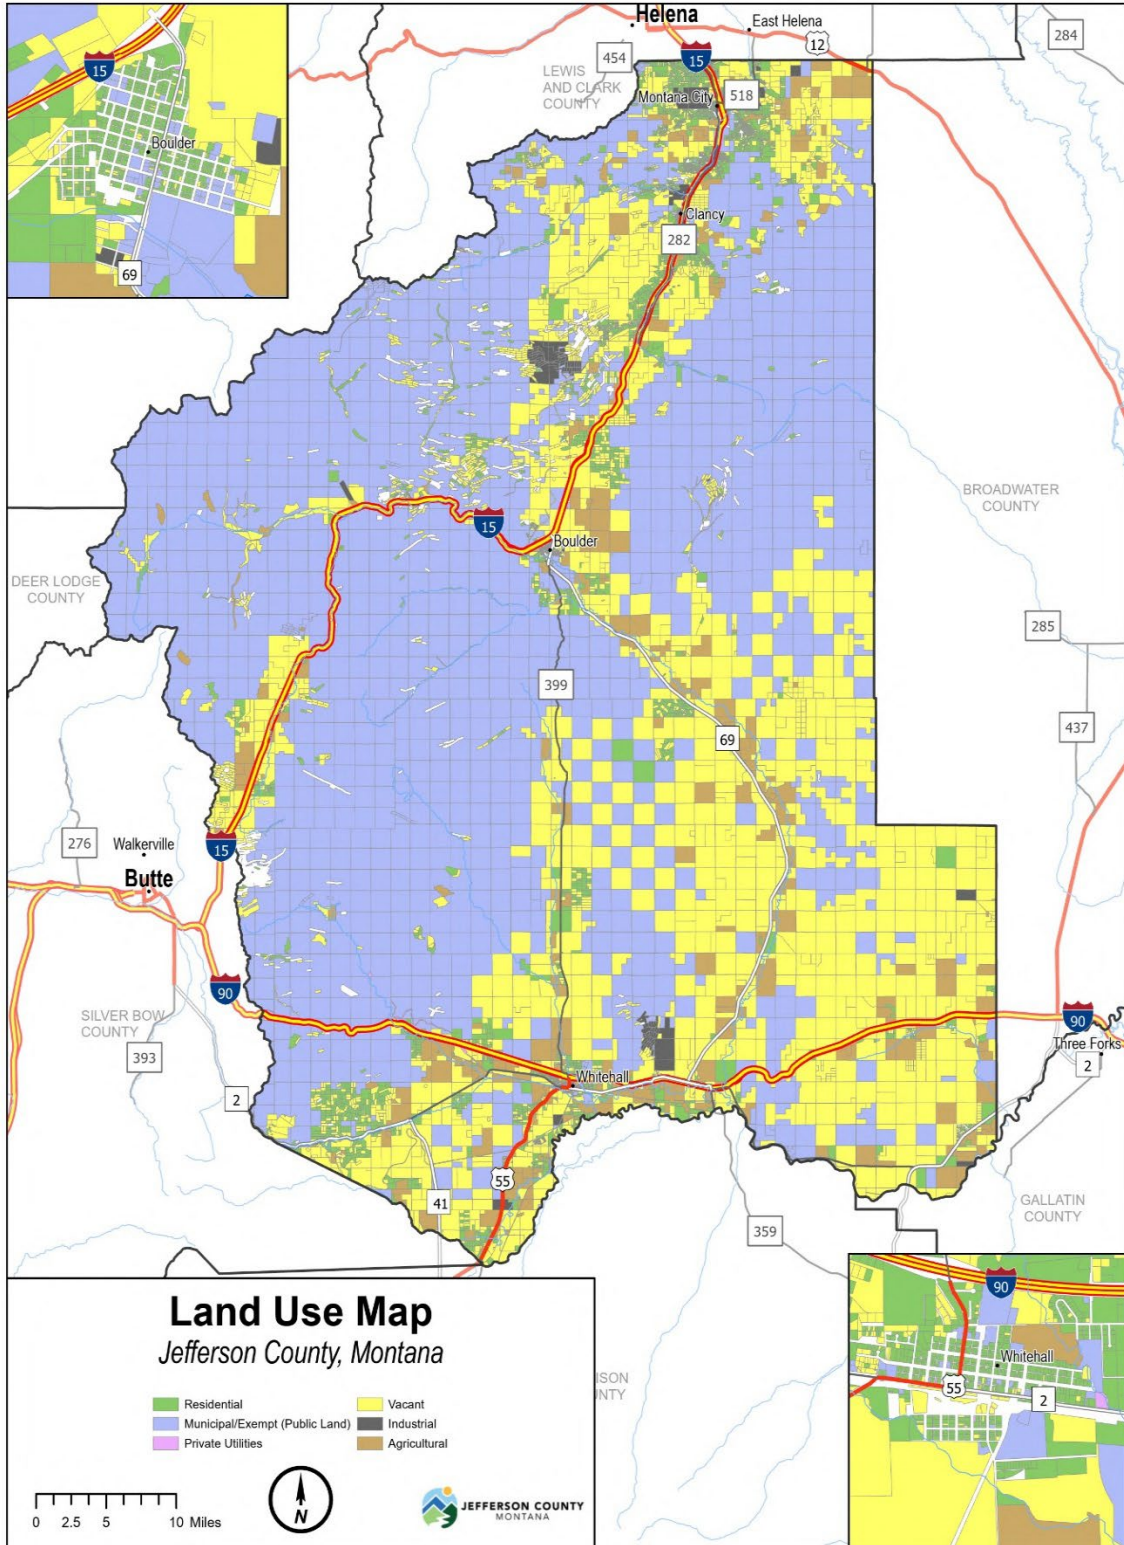 Helena
East Helena
12
284
15
454
15
LEWIS
AND CLARK
COUNTY
Montana City
518
Boulder
Clancy
282
69
BROADWATER
COUNTY
15
Boulder
DEER LODGE
COUNTY
285
399
437
69
276
Walkerville
15
Butte
90
SILVER BOW
COUNTY
90
393
Three Forks
2
2
Whitehall
55
41
GALLATIN
COUNTY
359
Land Use Map
Jefferson County, Montana
90
Whitehall
55
2
ISON
NTY
Residential
Vacant
Municipal/Exempt (Public Land)
Industrial
Private Utilities
Agricultural
N
JEFFERSON COUNTY
MONTANA
0 2.5 5 10 Miles